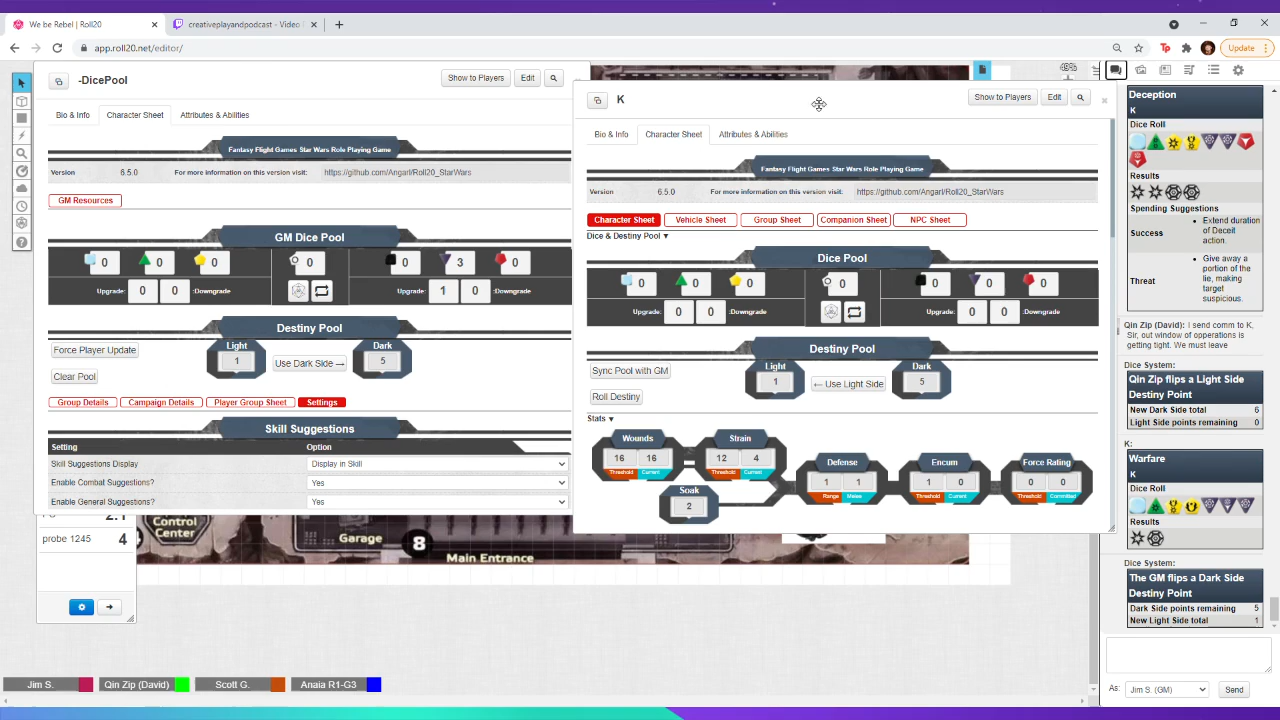 We be Rebel | Roll20
creativeplayandpodcast - Video
Update
app.roll20.net/editor/
-DicePool
Show to Players
Edit
Bio & Info
Character Sheet
Attributes & Abilities
Fantasy Flight Games Star Wars Role Playing Game
Version 6.5.0 For more information on this version visit: https://github.com/Angarl/Roll20_StarWars
GM Resources
GM Dice Pool
0 0 0 0 0 3 0
Upgrade: 0 0 :Downgrade
Upgrade: 1 0 :Downgrade
Destiny Pool
Force Player Update
Clear Pool
Light
1
Use Dark Side →
Dark
5
Group Details
Campaign Details
Player Group Sheet
Settings
Skill Suggestions
Setting Option
Skill Suggestions Display Display in Skill
Enable Combat Suggestions? Yes
Enable General Suggestions? Yes
K
Show to Players
Edit
Bio & Info
Character Sheet
Attributes & Abilities
Fantasy Flight Games Star Wars Role Playing Game
Version 6.5.0 For more information on this version visit: https://github.com/Angarl/Roll20_StarWars
Character Sheet
Vehicle Sheet
Group Sheet
Companion Sheet
NPC Sheet
Dice & Destiny Pool ▼
Dice Pool
0 0 0 0 0 0 0
Upgrade: 0 0 :Downgrade
Upgrade: 0 0 :Downgrade
Destiny Pool
Sync Pool with GM
Roll Destiny
Light
1
← Use Light Side
Dark
5
Stats ▼
Wounds
16 16
Threshold Current
Strain
12 4
Threshold Current
Soak
2
Defense
1 1
Range Melee
Encum
1 0
Threshold Current
Force Rating
0 0
Threshold Committed
probe 1245 4
Control
Center
Garage
8
Main Entrance
Jim S.
Qin Zip (David)
Scott G.
Anaia R1-G3
Deception
K
Dice Roll
Results
Spending Suggestions
Success
Extend duration
of Deceit
action.
Threat
Give away a
portion of the
lie, making
target
suspicious.
Qin Zip (David): I send comm to K,
Sir, out window of opperations is
getting tight. We must leave
Dice System:
Qin Zip flips a Light Side
Destiny Point
New Dark Side total 6
Light Side points remaining 0
K:
Warfare
K
Dice Roll
Results
Dice System:
The GM flips a Dark Side
Destiny Point
Dark Side points remaining 5
New Light Side total 1
As:
Jim S. (GM)
Send